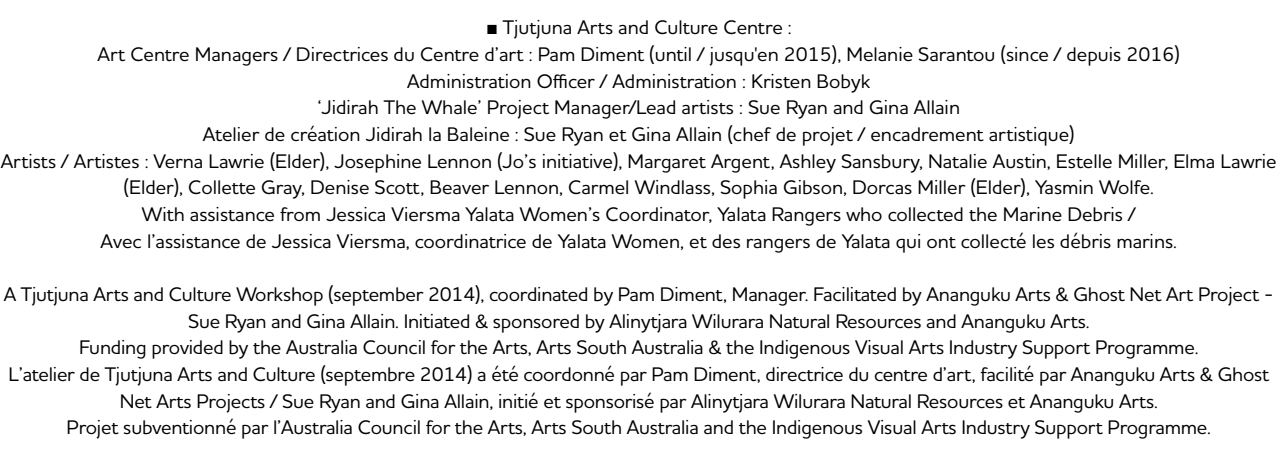 ■ Tjutjuna Arts and Culture Centre :
Art Centre Managers / Directrices du Centre d’art : Pam Diment (until / jusqu'en 2015), Melanie Sarantou (since / depuis 2016)
Administration Officer / Administration : Kristen Bobyk
‘Jidirah The Whale’ Project Manager/Lead artists : Sue Ryan and Gina Allain
Atelier de création Jidirah la Baleine : Sue Ryan et Gina Allain (chef de projet / encadrement artistique)
Artists / Artistes : Verna Lawrie (Elder), Josephine Lennon (Jo’s initiative), Margaret Argent, Ashley Sansbury, Natalie Austin, Estelle Miller, Elma Lawrie
(Elder), Collette Gray, Denise Scott, Beaver Lennon, Carmel Windlass, Sophia Gibson, Dorcas Miller (Elder), Yasmin Wolfe.
With assistance from Jessica Viersma Yalata Women’s Coordinator, Yalata Rangers who collected the Marine Debris /
Avec l’assistance de Jessica Viersma, coordinatrice de Yalata Women, et des rangers de Yalata qui ont collecté les débris marins.
A Tjutjuna Arts and Culture Workshop (september 2014), coordinated by Pam Diment, Manager. Facilitated by Ananguku Arts & Ghost Net Art Project -
Sue Ryan and Gina Allain. Initiated & sponsored by Alinytjara Wilurara Natural Resources and Ananguku Arts.
Funding provided by the Australia Council for the Arts, Arts South Australia & the Indigenous Visual Arts Industry Support Programme.
L’atelier de Tjutjuna Arts and Culture (septembre 2014) a été coordonné par Pam Diment, directrice du centre d’art, facilité par Ananguku Arts & Ghost
Net Arts Projects / Sue Ryan and Gina Allain, initié et sponsorisé par Alinytjara Wilurara Natural Resources et Ananguku Arts.
Projet subventionné par l’Australia Council for the Arts, Arts South Australia and the Indigenous Visual Arts Industry Support Programme.